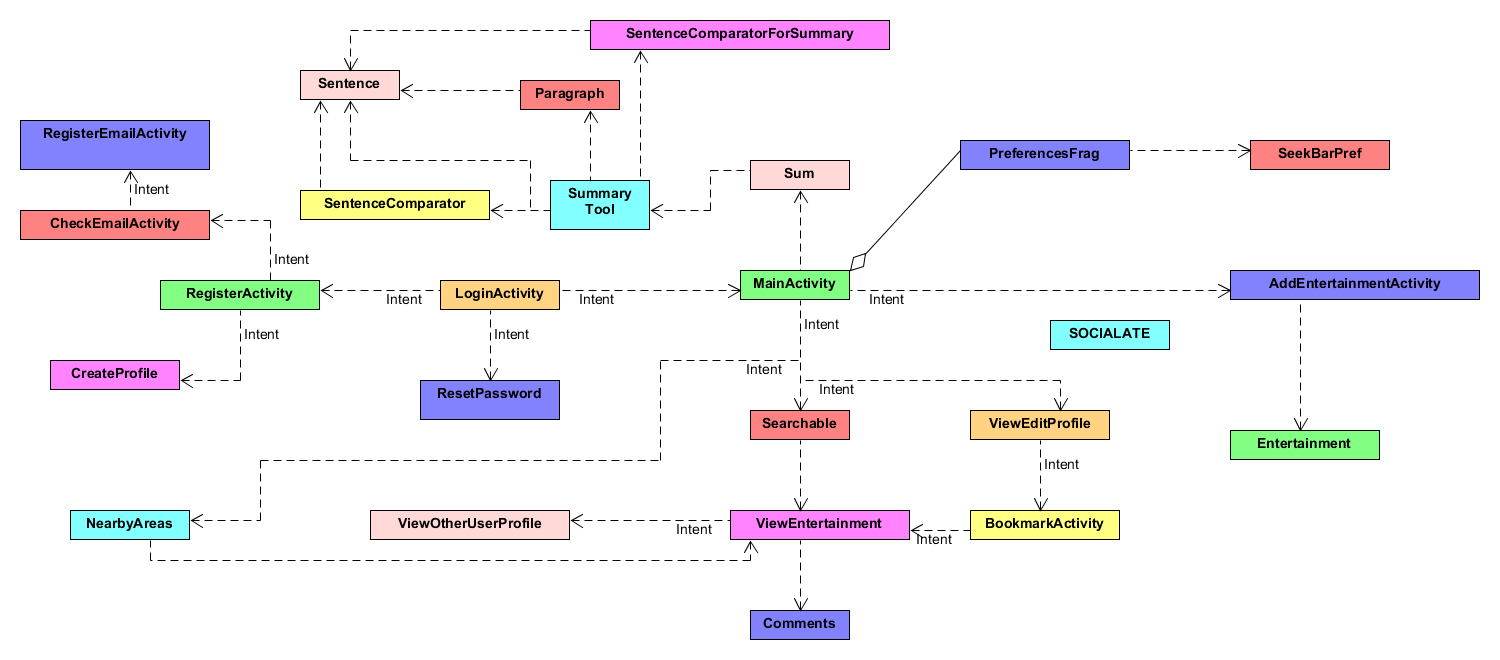 SentenceComparatorForSummary
Sentence
Paragraph
RegisterEmailActivity
PreferencesFrag
SeekBarPref
Sum
Intent
Summary
Tool
SentenceComparator
CheckEmailActivity
Intent
RegisterActivity
Intent
LoginActivity
Intent
MainActivity
Intent
AddEntertainmentActivity
Intent
Intent
Intent
SOCIALATE
CreateProfile
Intent
Intent
ResetPassword
Searchable
ViewEditProfile
Entertainment
Intent
NearbyAreas
ViewOtherUserProfile
Intent
ViewEntertainment
Intent
BookmarkActivity
Comments